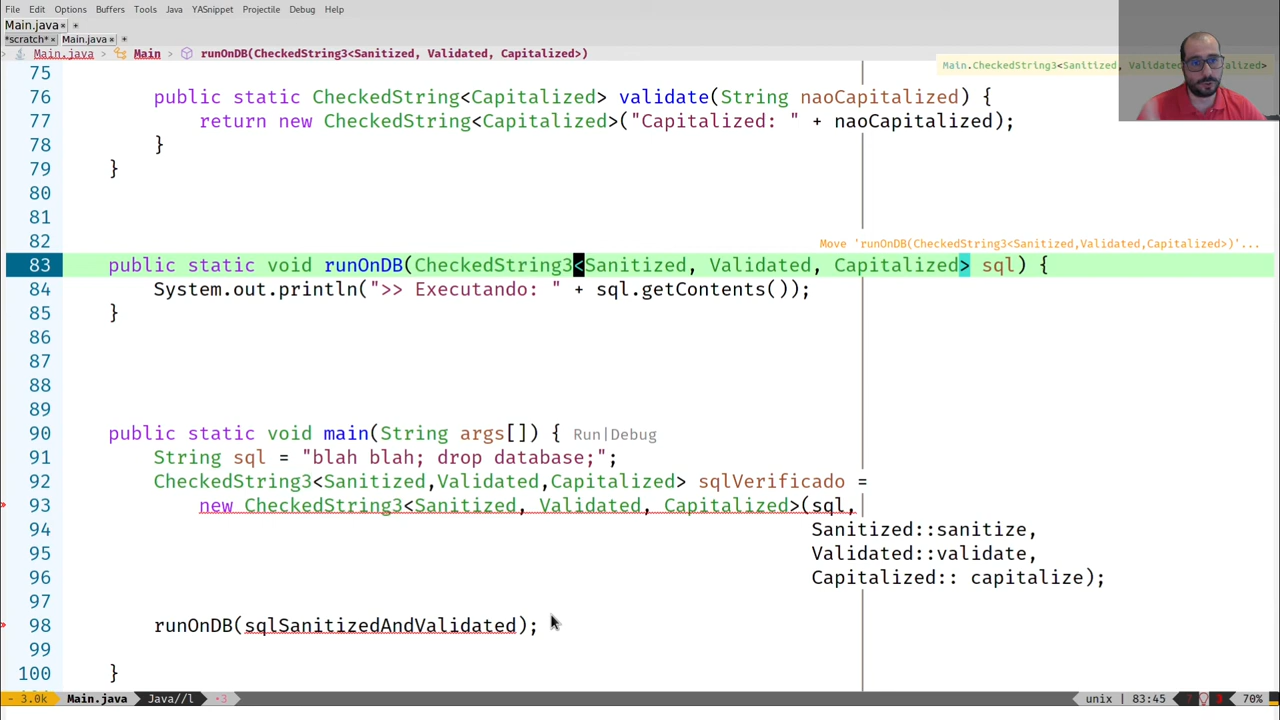 File Edit Options Buffers Tools Java YASnippet Projectile Debug Help
Main.java× +
*scratch*× Main.java× +
Main.java > Main > runOnDB(CheckedString3<Sanitized, Validated, Capitalized>)
Main.CheckedString3<Sanitized, Validated, Capitalized>
75
76 public static CheckedString<Capitalized> validate(String naoCapitalized) {
77 return new CheckedString<Capitalized>("Capitalized: " + naoCapitalized);
78 }
79 }
80
81
82 Move 'runOnDB(CheckedString3<Sanitized,Validated,Capitalized>)'...
83 public static void runOnDB(CheckedString3<Sanitized, Validated, Capitalized> sql) {
84 System.out.println(">> Executando: " + sql.getContents());
85 }
86
87
88
89
90 public static void main(String args[]) { Run|Debug
91 String sql = "blah blah; drop database;";
92 CheckedString3<Sanitized,Validated,Capitalized> sqlVerificado =
93 new CheckedString3<Sanitized, Validated, Capitalized>(sql,
94 Sanitized::sanitize,
95 Validated::validate,
96 Capitalized:: capitalize);
97
98 runOnDB(sqlSanitizedAndValidated);
99
100 }
- 3.0k Main.java Java//l ·3 unix | 83:45 70%